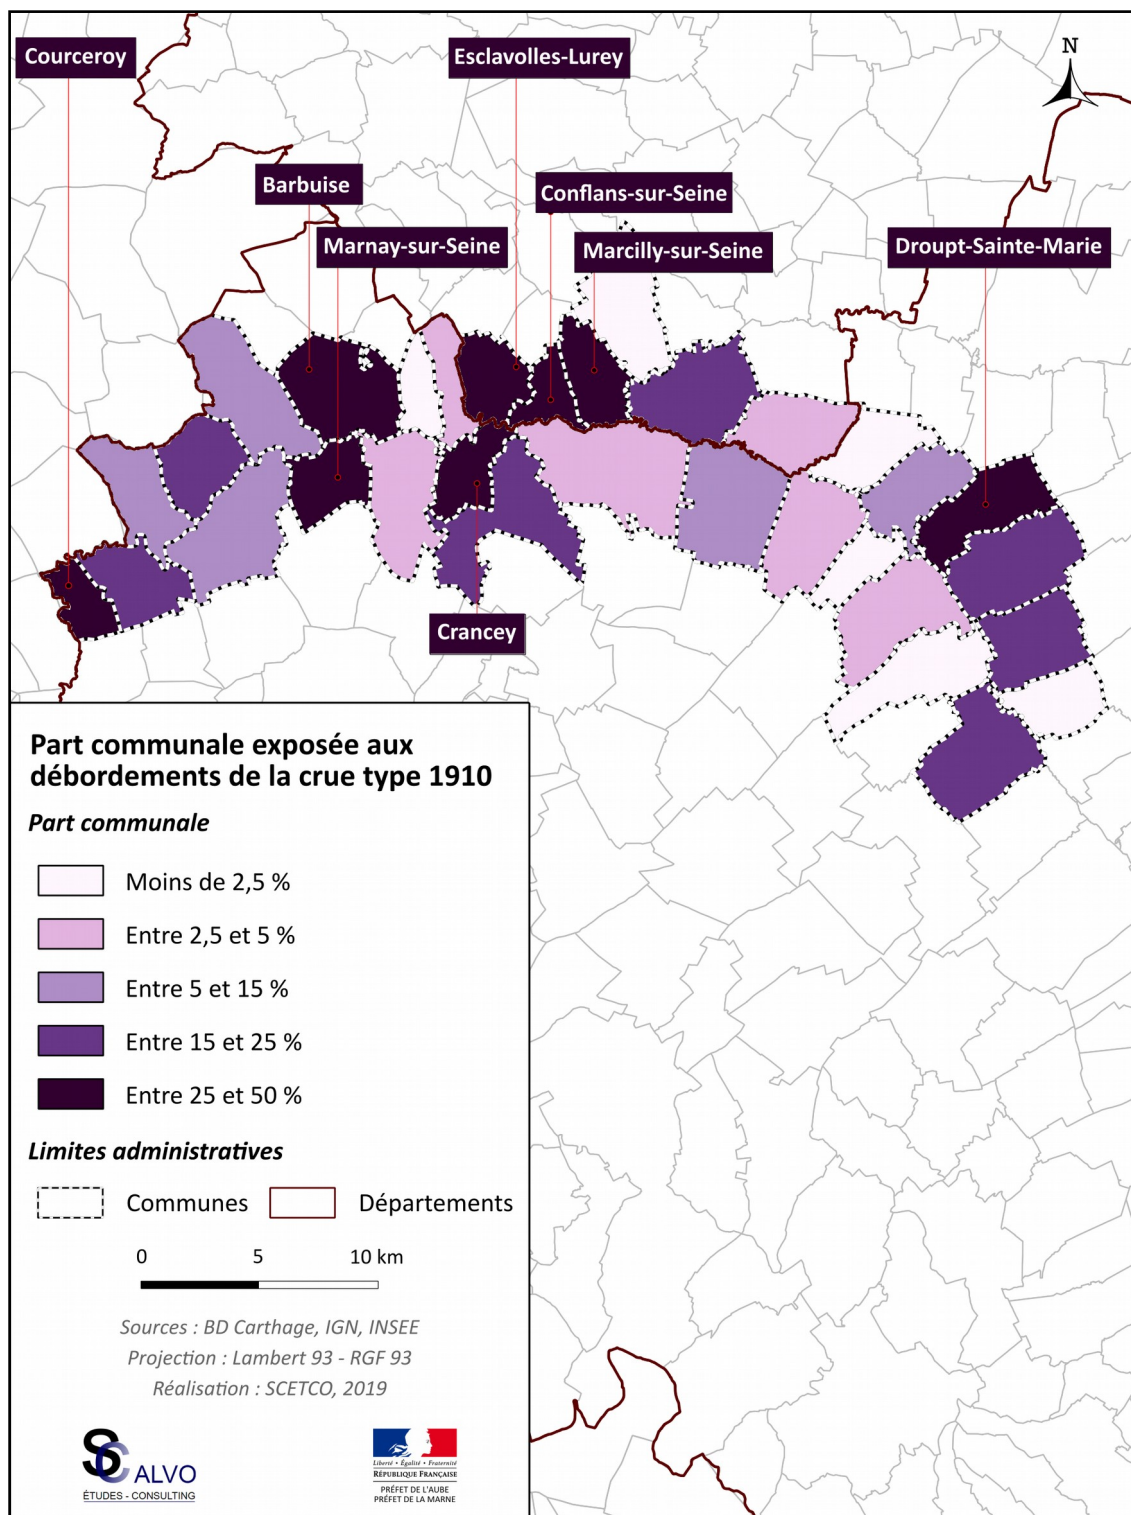 Courceroy
Esclavolles-Lurey
N
Barbuise
Conflans-sur-Seine
Marnay-sur-Seine
Marcilly-sur-Seine
Droupt-Sainte-Marie
Crancey
Part communale exposée aux
débordements de la crue type 1910
Part communale
Moins de 2,5 %
Entre 2,5 et 5 %
Entre 5 et 15 %
Entre 15 et 25 %
Entre 25 et 50 %
Limites administratives
Communes Départements
0 5 10 km
Sources : BD Carthage, IGN, INSEE
Projection : Lambert 93 - RGF 93
Réalisation : SCETCO, 2019
SCALVO
ÉTUDES - CONSULTING
Liberté • Égalité • Fraternité
RÉPUBLIQUE FRANÇAISE
PRÉFET DE L'AUBE
PRÉFET DE LA MARNE